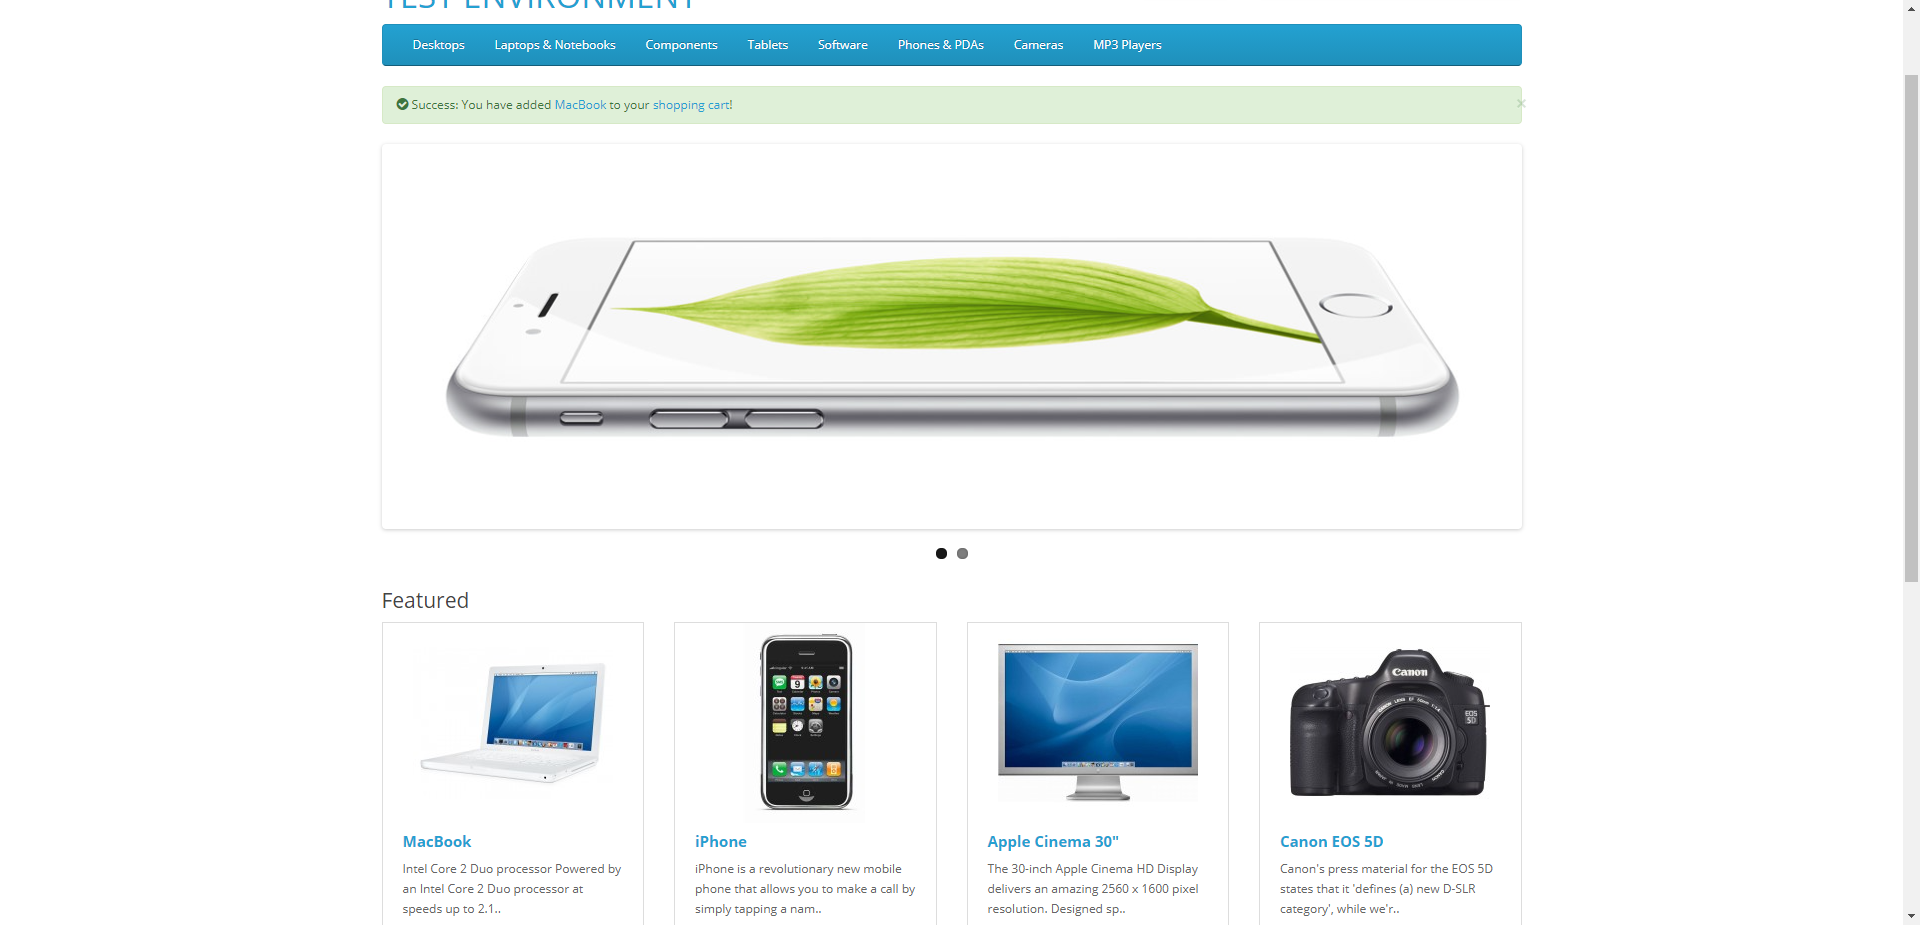 TEST ENVIRONMENT
Desktops Laptops & Notebooks Components Tablets Software Phones & PDAs Cameras MP3 Players
Success: You have added MacBook to your shopping cart!
×
Featured
Canon
EOS
5D
MacBook iPhone Apple Cinema 30" Canon EOS 5D
Intel Core 2 Duo processor Powered by
an Intel Core 2 Duo processor at
speeds up to 2.1..
iPhone is a revolutionary new mobile
phone that allows you to make a call by
simply tapping a nam..
The 30-inch Apple Cinema HD Display
delivers an amazing 2560 x 1600 pixel
resolution. Designed sp..
Canon's press material for the EOS 5D
states that it 'defines (a) new D-SLR
category', while we'r..